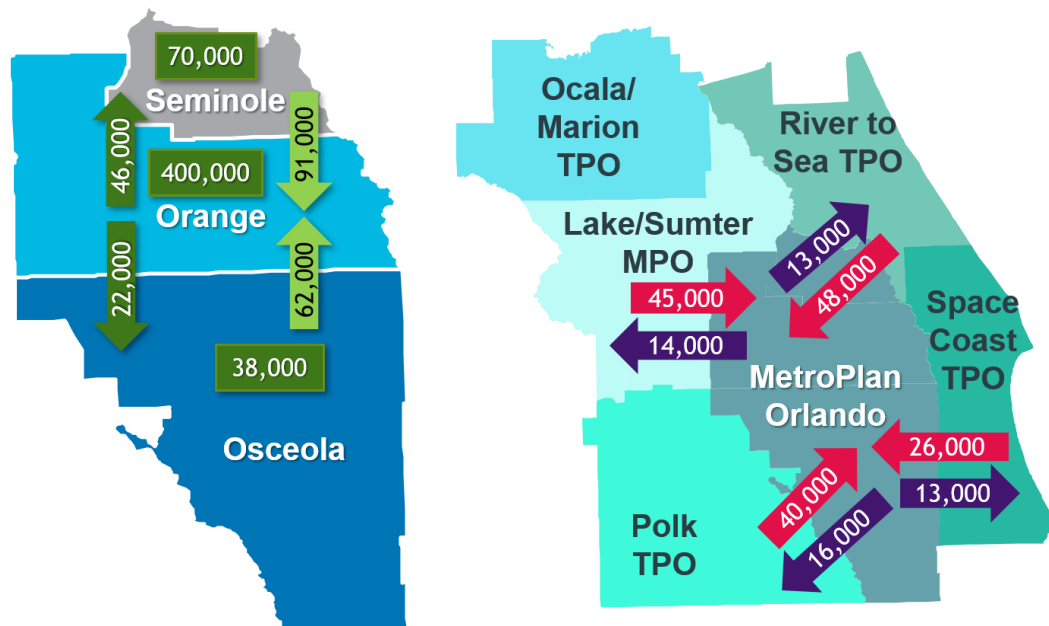 70,000
Seminole
46,000
91,000
400,000
Orange
22,000
62,000
38,000
Osceola
Ocala/
Marion
TPO
River to
Sea TPO
Lake/Sumter
MPO
13,000
48,000
45,000
14,000
Space
Coast
TPO
MetroPlan
Orlando
26,000
13,000
40,000
16,000
Polk
TPO